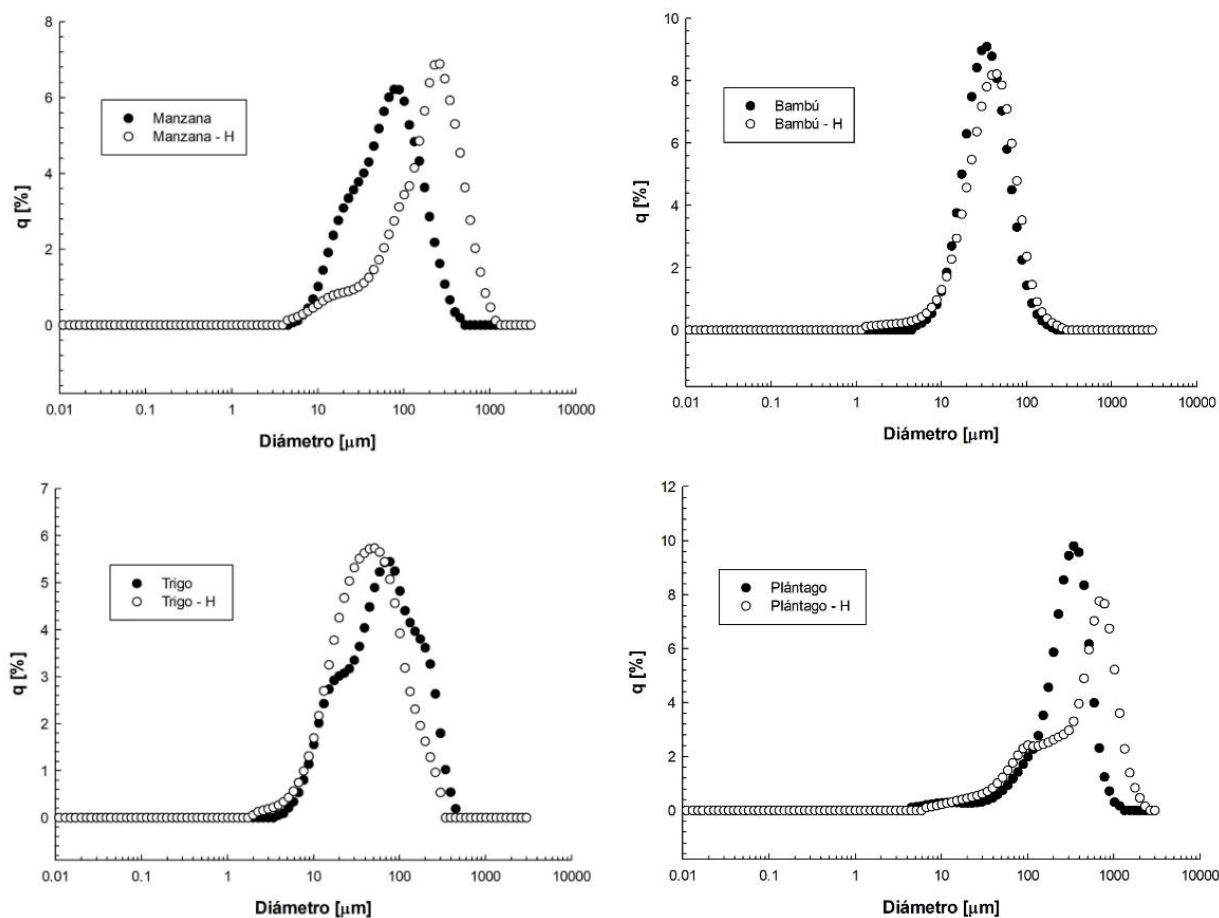 8
6
4
2
0
q [%]
Manzana
Manzana - H
0.01 0.1 1 10 100 1000 10000
Diámetro [μm]
10
8
6
4
2
0
q [%]
Bambú
Bambú - H
0.01 0.1 1 10 100 1000 10000
Diámetro [μm]
7
6
5
4
3
2
1
0
q [%]
Trigo
Trigo - H
0.01 0.1 1 10 100 1000 10000
Diámetro [μm]
12
10
8
6
4
2
0
q [%]
Plántago
Plántago - H
0.01 0.1 1 10 100 1000 10000
Diámetro [μm]